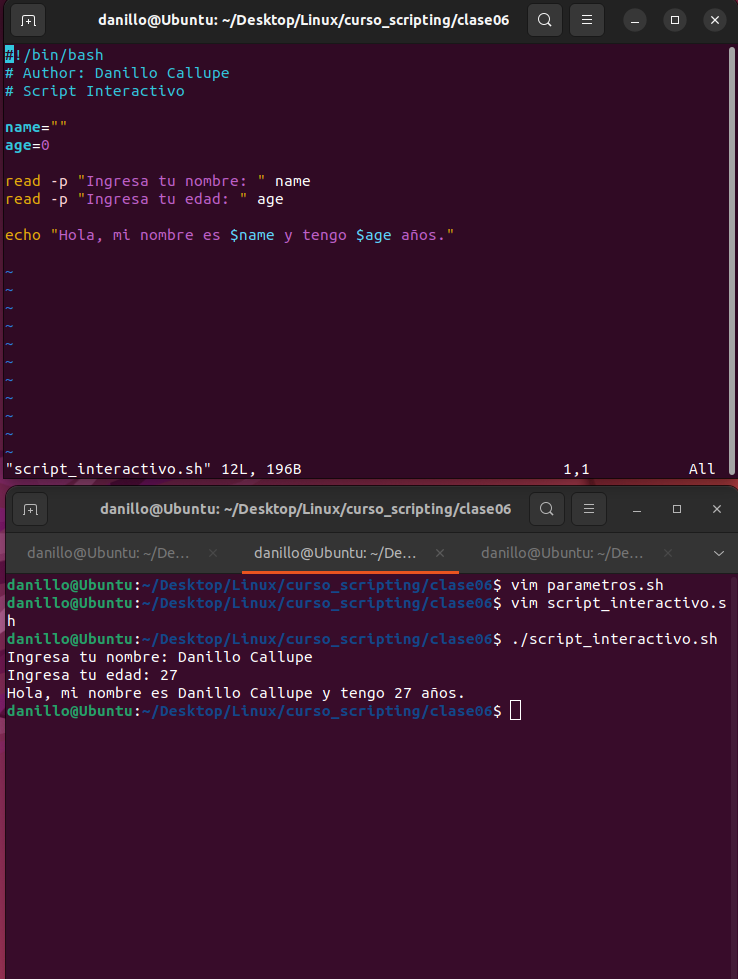 danillo@Ubuntu: ~/Desktop/Linux/curso_scripting/clase06
#!/bin/bash
# Author: Danillo Callupe
# Script Interactivo
name=""
age=0
read -p "Ingresa tu nombre: " name
read -p "Ingresa tu edad: " age
echo "Hola, mi nombre es $name y tengo $age años."
~
~
~
~
~
~
~
~
~
~
~
"script_interactivo.sh" 12L, 196B 1,1 All
danillo@Ubuntu: ~/Desktop/Linux/curso_scripting/clase06
danillo@Ubuntu: ~/De... danillo@Ubuntu: ~/De... danillo@Ubuntu: ~/De...
danillo@Ubuntu:~/Desktop/Linux/curso_scripting/clase06$ vim parametros.sh
danillo@Ubuntu:~/Desktop/Linux/curso_scripting/clase06$ vim script_interactivo.s
h
danillo@Ubuntu:~/Desktop/Linux/curso_scripting/clase06$ ./script_interactivo.sh
Ingresa tu nombre: Danillo Callupe
Ingresa tu edad: 27
Hola, mi nombre es Danillo Callupe y tengo 27 años.
danillo@Ubuntu:~/Desktop/Linux/curso_scripting/clase06$